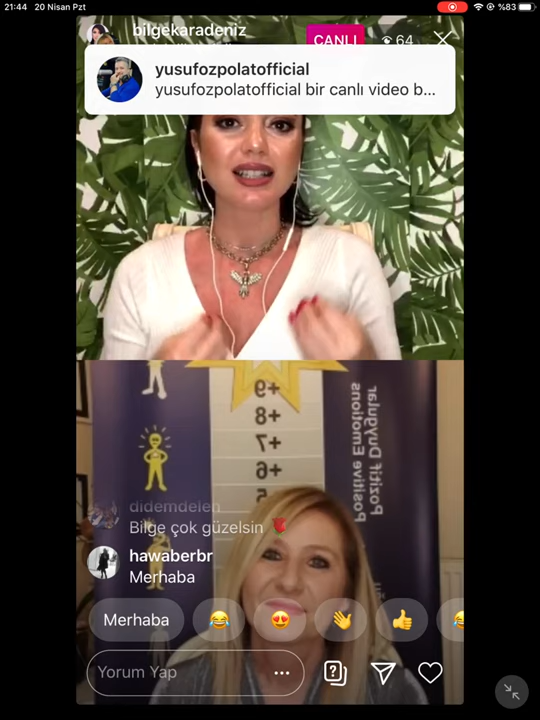 21:44 20 Nisan Pzt
%83
bilgekaradeniz
CANLI
64
yusufozpolatofficial
yusufozpolatofficial bir canlı video b...
+9
+8
+7
+6
Positive Emotions
Pozitif Duygular
didemdelen
Bilge çok güzelsin
hawaberbr
Merhaba
Merhaba
Yorum Yap